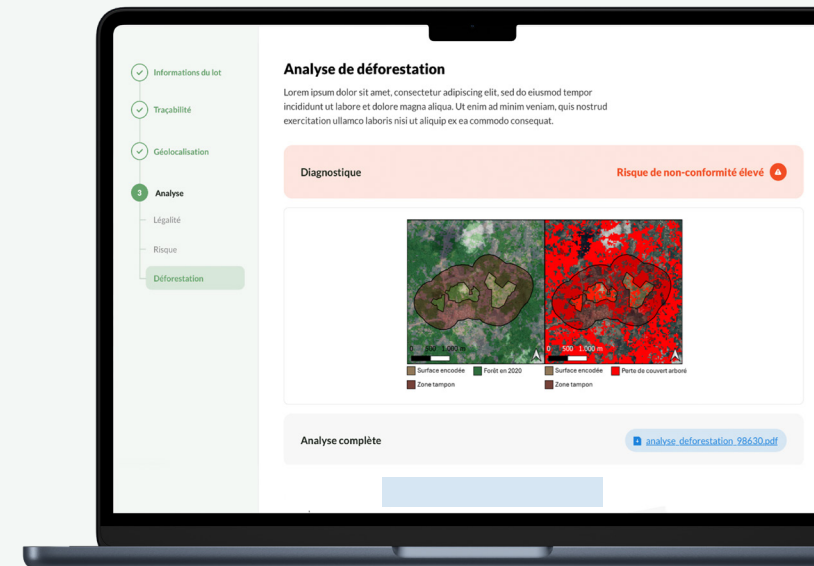 Informations du lot
Traçabilité
Géolocalisation
3 Analyse
Légalité
Risque
Déforestation
Analyse de déforestation
Lorem ipsum dolor sit amet, consectetur adipiscing elit, sed do eiusmod tempor
incididunt ut labore et dolore magna aliqua. Ut enim ad minim veniam, quis nostrud
exercitation ullamco laboris nisi ut aliquip ex ea commodo consequat.
Diagnostique
Risque de non-conformité élevé
0 500 1.000 m
0 500 1.000 m
Surface encodée Forêt en 2020
Zone tampon
Surface encodée Perte de couvert arboré
Zone tampon
Analyse complète
analyse_deforestation_98630.pdf